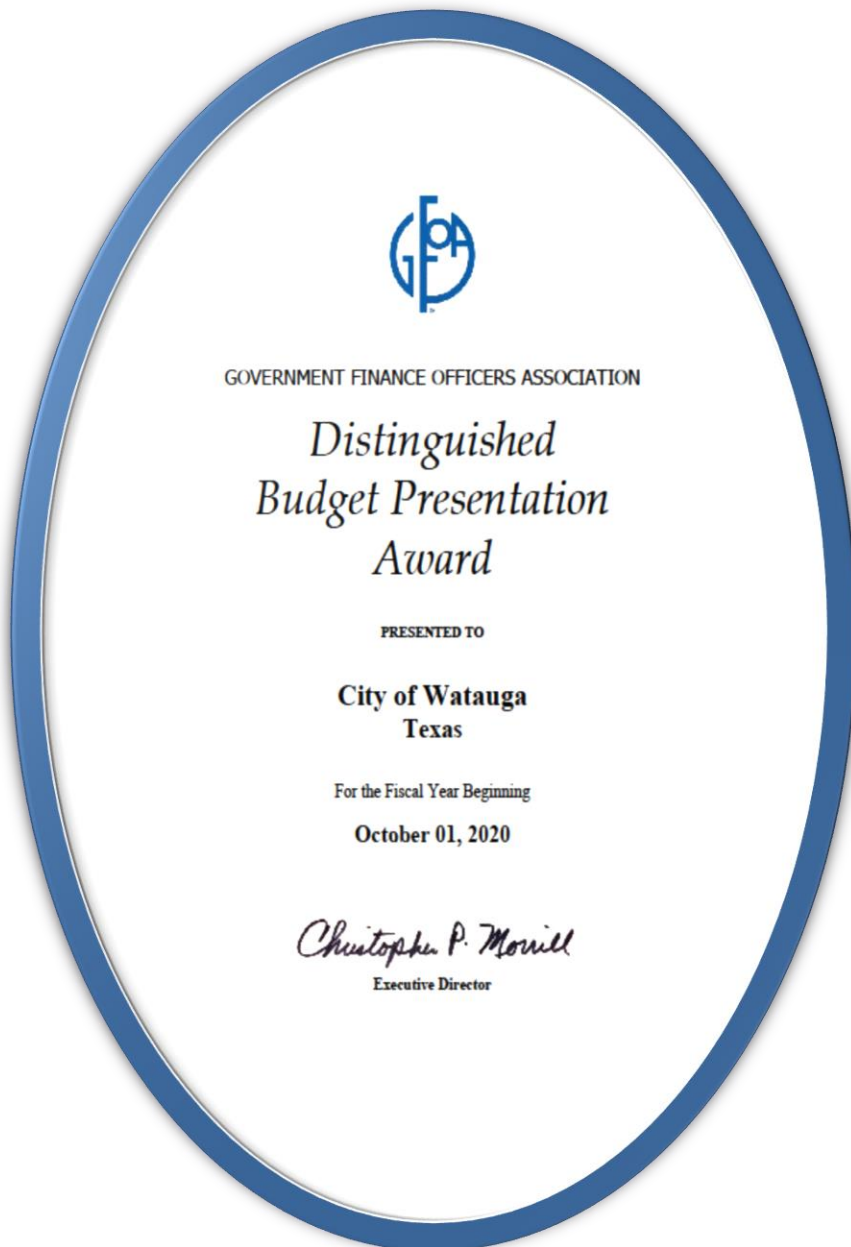 GFOA
GOVERNMENT FINANCE OFFICERS ASSOCIATION
Distinguished
Budget Presentation
Award
PRESENTED TO
City of Watauga
Texas
For the Fiscal Year Beginning
October 01, 2020
Christopher P. Morrill
Executive Director